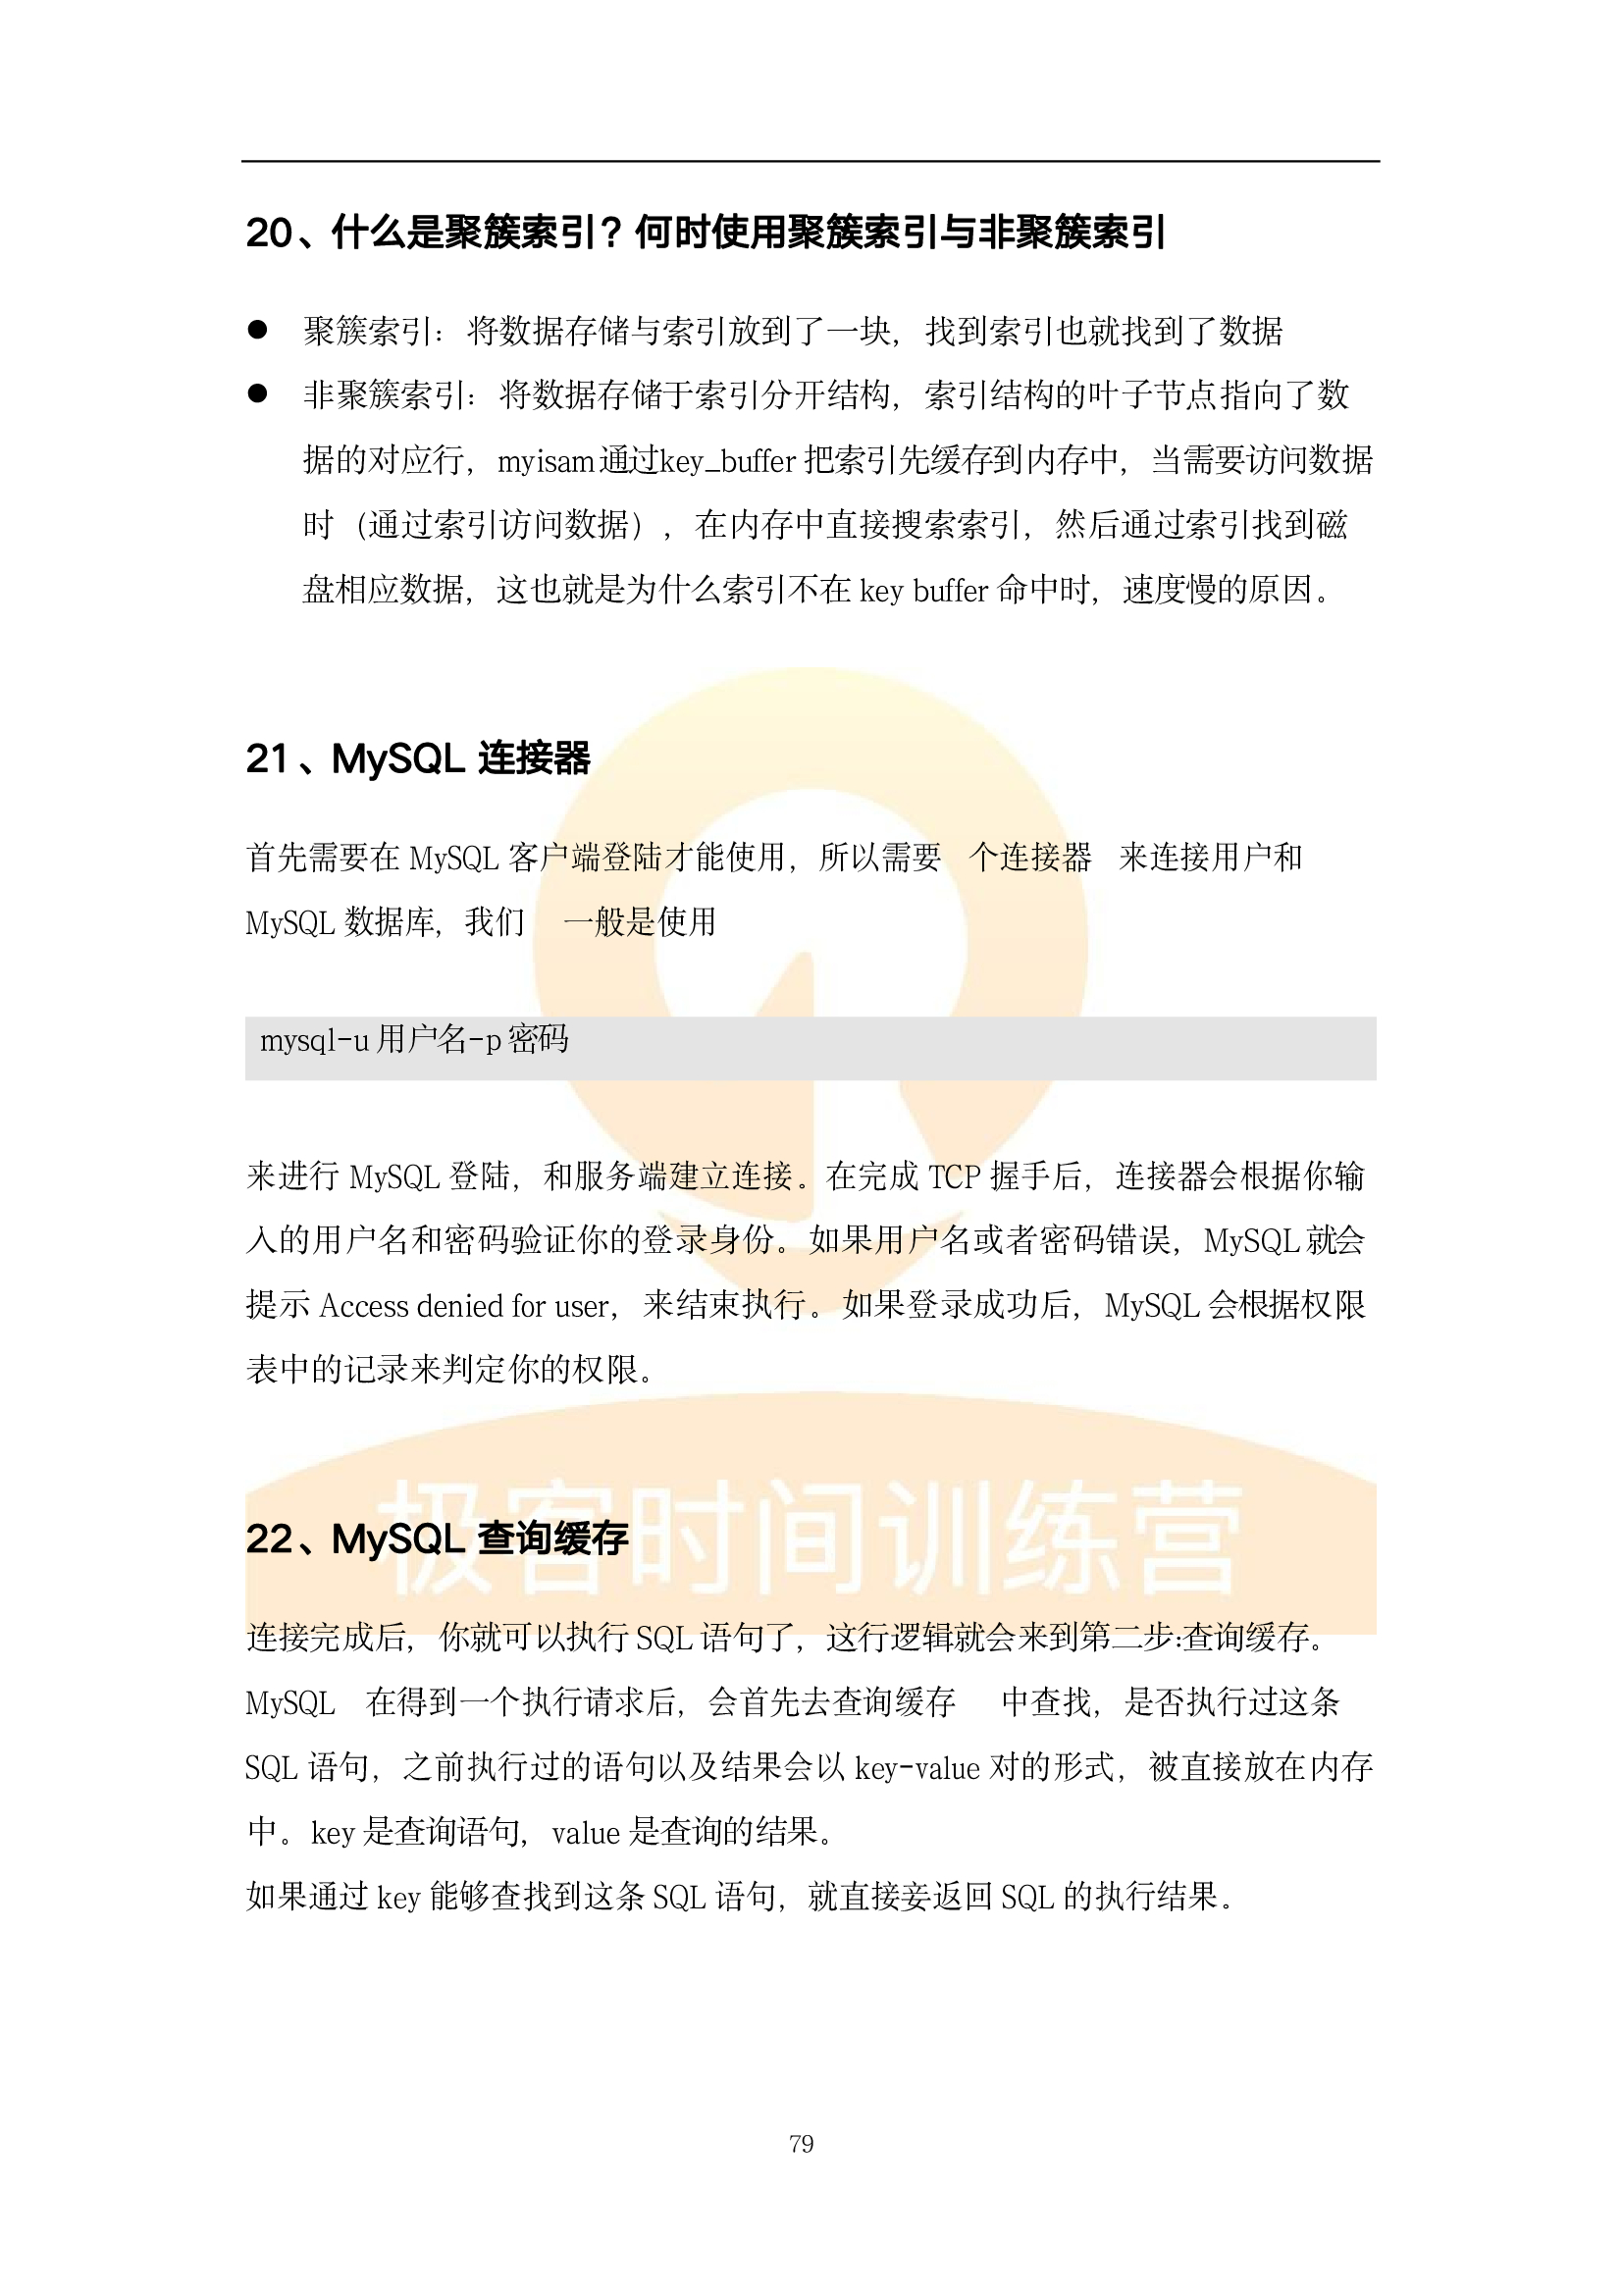 20、什么是聚簇索引？何时使用聚簇索引与非聚簇索引
● 聚簇索引：将数据存储与索引放到了一块，找到索引也就找到了数据
● 非聚簇索引：将数据存储于索引分开结构，索引结构的叶子节点指向了数
据的对应行，myisam 通过key_buffer 把索引先缓存到内存中，当需要访问数据
时（通过索引访问数据），在内存中直接搜索索引，然后通过索引找到磁
盘相应数据，这也就是为什么索引不在 key buffer 命中时，速度慢的原因。
21、MySQL 连接器
首先需要在 MySQL 客户端登陆才能使用，所以需要 个连接器 来连接用户和
MySQL 数据库，我们 一般是使用
mysql-u 用户名-p 密码
来进行 MySQL 登陆，和服务端建立连接。在完成 TCP 握手后，连接器会根据你输
入的用户名和密码验证你的登录身份。如果用户名或者密码错误，MySQL 就会
提示 Access denied for user，来结束执行。如果登录成功后，MySQL 会根据权限
表中的记录来判定你的权限。
极客时间训练营
22、MySQL 查询缓存
连接完成后，你就可以执行 SQL 语句了，这行逻辑就会来到第二步:查询缓存。
MySQL 在得到一个执行请求后，会首先去查询缓存 中查找，是否执行过这条
SQL 语句，之前执行过的语句以及结果会以 key-value 对的形式，被直接放在内存
中。key 是查询语句，value 是查询的结果。
如果通过 key 能够查找到这条 SQL 语句，就直接妾返回 SQL 的执行结果。
79